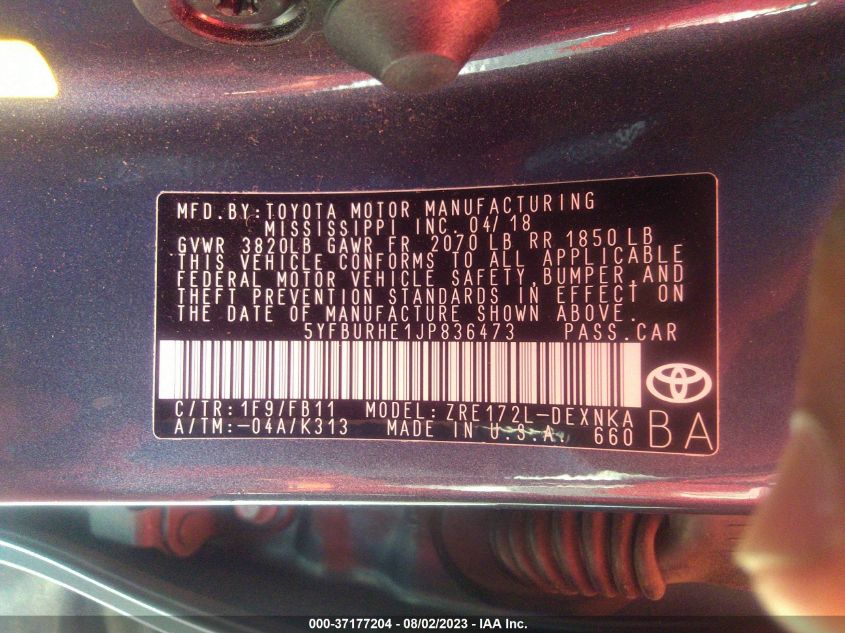 MFD.BY:TOYOTA MOTOR MANUFACTURING
MISSISSIPPI INC. 04/18
GVWR 3820LB GAWR FR 2070 LB RR 1850 LB
THIS VEHICLE CONFORMS TO ALL APPLICABLE
FEDERAL MOTOR VEHICLE SAFETY,BUMPER,AND
THEFT PREVENTION STANDARDS IN EFFECT ON
THE DATE OF MANUFACTURE SHOWN ABOVE.
5YFBURHE1JP836473 PASS.CAR
C/TR:1F9/FB11 MODEL:ZRE172L-DEXNKA
A/TM:-04A/K313 MADE IN U.S.A. 660 BA
000-37177204 - 08/02/2023 - IAA Inc.